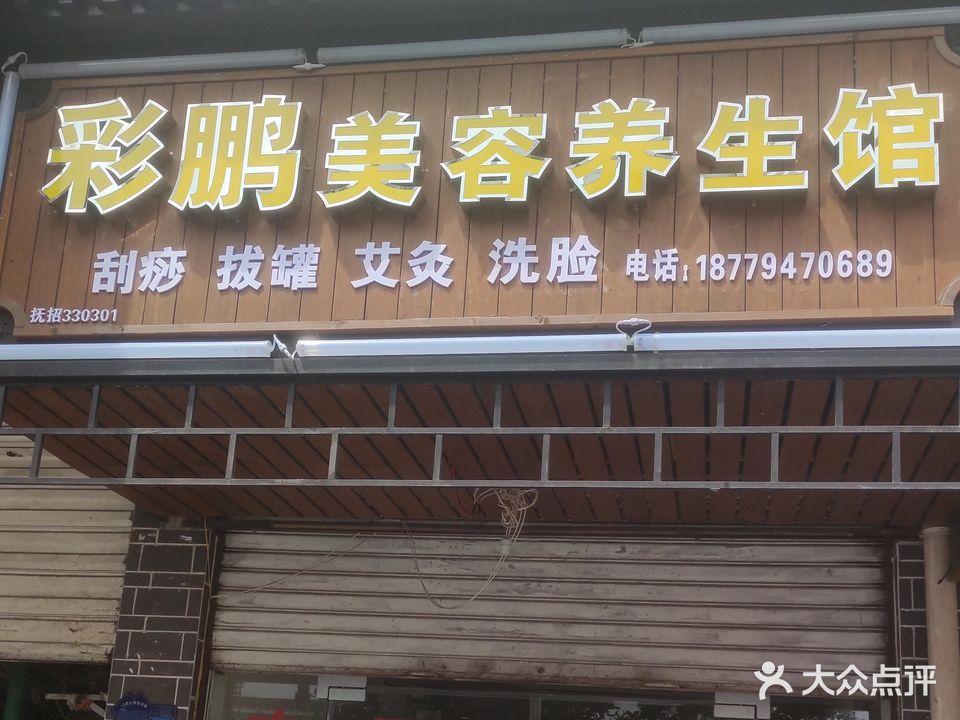 彩鹏美容养生馆
刮痧 拔罐 艾灸 洗脸 电话:18779470689
抚招330301
大众点评